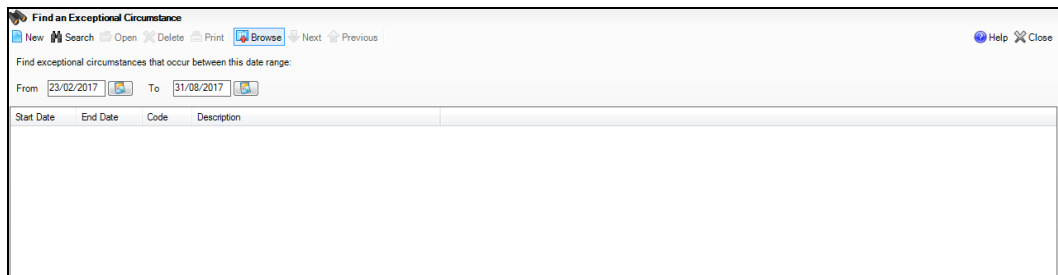 Find an Exceptional Circumstance
New Search Open Delete Print Browse Next Previous Help Close
Find exceptional circumstances that occur between this date range:
From 23/02/2017 To 31/08/2017
Start Date End Date Code Description